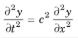 ∂²y/∂t² = c² ∂²y/∂x²